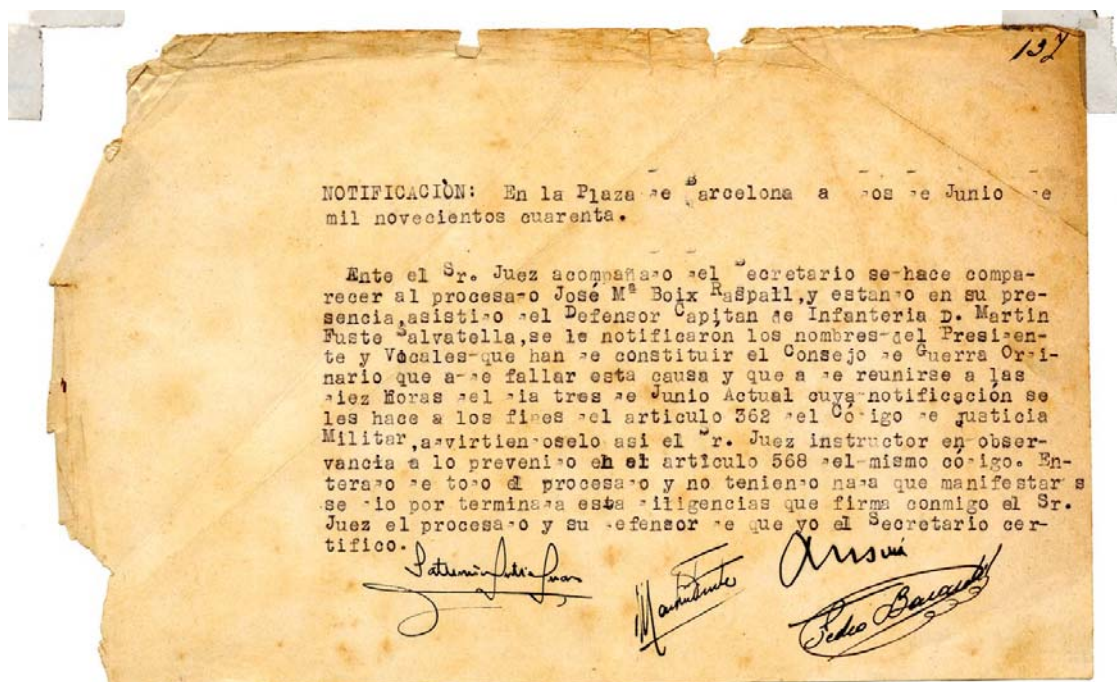 137
NOTIFICACIÒN: En la Plaza de Barcelona a dos de Junio de
mil novecientos cuarenta.
Ente el Sr. Juez acompañado del Secretario se hace compa-
recer al procesado José Mª Boix Raspall,y estando en su pre-
sencia,asistido del Defensor Capitan de Infanteria D. Martin
Fuste Salvatella,se le notificaron los nombres del Presiden-
te y Vocales que han de constituir el Consejo de Guerra Ordi-
nario que a de fallar esta causa y que a de reunirse a las
diez Horas del dia tres de Junio Actual cuya notificación se
les hace a los fines del articulo 362 del Código de Justicia
Militar,advirtiendoselo asi el Sr. Juez instructor en obser-
vancia a lo prevenido en el articulo 568 del mismo código. En-
terado de todo el procesado y no teniendo nada que manifestar s
se dio por terminada esta diligencias que firma conmigo el Sr.
Juez el procesado y su defensor de que yo el Secretario cer-
tifico.
Pedro